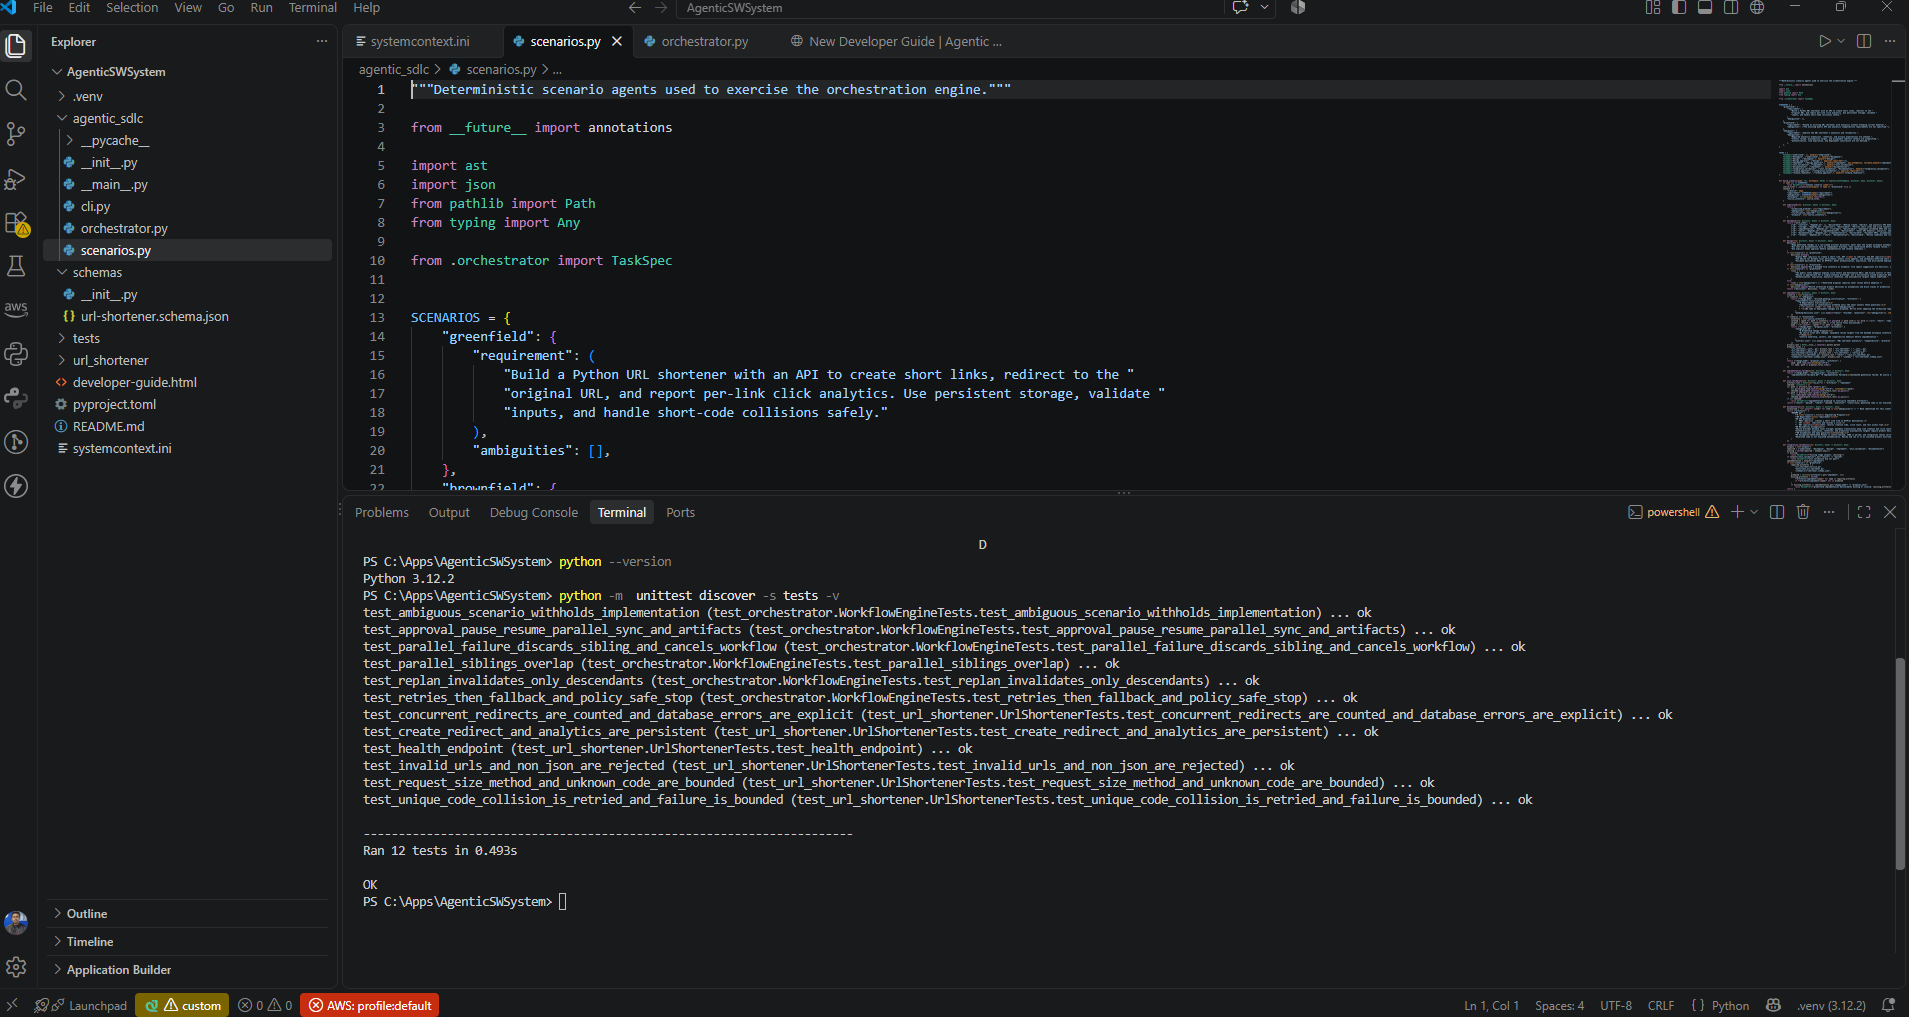 File Edit Selection View Go Run Terminal Help
AgenticSWSystem
Explorer
AgenticSWSystem
.venv
agentic_sdlc
__pycache__
__init__.py
__main__.py
cli.py
orchestrator.py
scenarios.py
schemas
__init__.py
url-shortener.schema.json
tests
url_shortener
developer-guide.html
pyproject.toml
README.md
systemcontext.ini
Outline
Timeline
Application Builder
aws
systemcontext.ini scenarios.py orchestrator.py New Developer Guide | Agentic ...
agentic_sdlc > scenarios.py > ...
1 """Deterministic scenario agents used to exercise the orchestration engine."""
2
3 from __future__ import annotations
4
5 import ast
6 import json
7 from pathlib import Path
8 from typing import Any
9
10 from .orchestrator import TaskSpec
11
12
13 SCENARIOS = {
14 "greenfield": {
15 "requirement": (
16 "Build a Python URL shortener with an API to create short links, redirect to the "
17 "original URL, and report per-link click analytics. Use persistent storage, validate "
18 "inputs, and handle short-code collisions safely."
19 ),
20 "ambiguities": [],
21 },
22 "brownfield": {
Problems Output Debug Console Terminal Ports
powershell
D
PS C:\Apps\AgenticSWSystem> python --version
Python 3.12.2
PS C:\Apps\AgenticSWSystem> python -m  unittest discover -s tests -v
test_ambiguous_scenario_withholds_implementation (test_orchestrator.WorkflowEngineTests.test_ambiguous_scenario_withholds_implementation) ... ok
test_approval_pause_resume_parallel_sync_and_artifacts (test_orchestrator.WorkflowEngineTests.test_approval_pause_resume_parallel_sync_and_artifacts) ... ok
test_parallel_failure_discards_sibling_and_cancels_workflow (test_orchestrator.WorkflowEngineTests.test_parallel_failure_discards_sibling_and_cancels_workflow) ... ok
test_parallel_siblings_overlap (test_orchestrator.WorkflowEngineTests.test_parallel_siblings_overlap) ... ok
test_replan_invalidates_only_descendants (test_orchestrator.WorkflowEngineTests.test_replan_invalidates_only_descendants) ... ok
test_retries_then_fallback_and_policy_safe_stop (test_orchestrator.WorkflowEngineTests.test_retries_then_fallback_and_policy_safe_stop) ... ok
test_concurrent_redirects_are_counted_and_database_errors_are_explicit (test_url_shortener.UrlShortenerTests.test_concurrent_redirects_are_counted_and_database_errors_are_explicit) ... ok
test_create_redirect_and_analytics_are_persistent (test_url_shortener.UrlShortenerTests.test_create_redirect_and_analytics_are_persistent) ... ok
test_health_endpoint (test_url_shortener.UrlShortenerTests.test_health_endpoint) ... ok
test_invalid_urls_and_non_json_are_rejected (test_url_shortener.UrlShortenerTests.test_invalid_urls_and_non_json_are_rejected) ... ok
test_request_size_method_and_unknown_code_are_bounded (test_url_shortener.UrlShortenerTests.test_request_size_method_and_unknown_code_are_bounded) ... ok
test_unique_code_collision_is_retried_and_failure_is_bounded (test_url_shortener.UrlShortenerTests.test_unique_code_collision_is_retried_and_failure_is_bounded) ... ok
----------------------------------------------------------------------
Ran 12 tests in 0.493s
OK
PS C:\Apps\AgenticSWSystem>
Launchpad custom 0 0 AWS: profile:default Ln 1, Col 1 Spaces: 4 UTF-8 CRLF { } Python .venv (3.12.2)